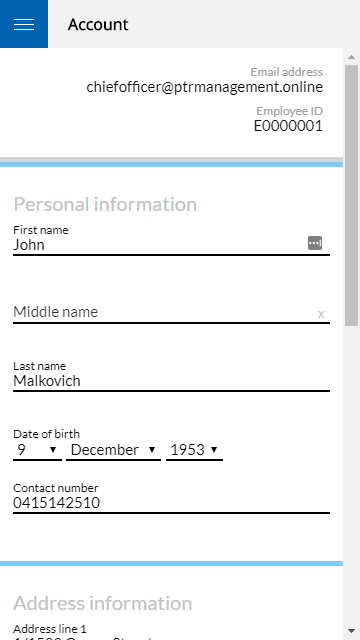 Account
Email address
chiefofficer@ptrmanagement.online
Employee ID
E0000001
Personal information
First name
John
Middle name
x
Last name
Malkovich
Date of birth
9 December 1953
Contact number
0415142510
Address information
Address line 1